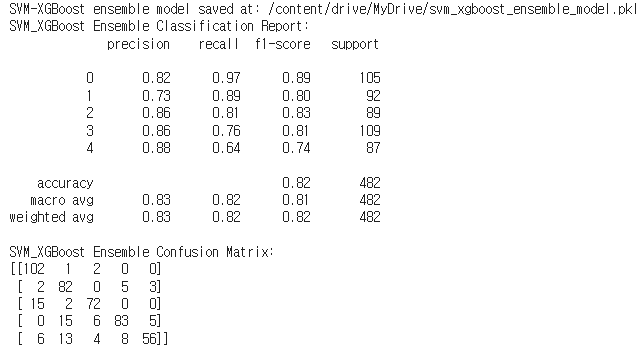 SVM-XGBoost ensemble model saved at: /content/drive/MyDrive/svm_xgboost_ensemble_model.pkl
SVM_XGBoost Ensemble Classification Report:
precision recall f1-score support
0 0.82 0.97 0.89 105
1 0.73 0.89 0.80 92
2 0.86 0.81 0.83 89
3 0.86 0.76 0.81 109
4 0.88 0.64 0.74 87
accuracy 0.82 482
macro avg 0.83 0.82 0.81 482
weighted avg 0.83 0.82 0.82 482
SVM_XGBoost Ensemble Confusion Matrix:
[[102 1 2 0 0]
[ 2 82 0 5 3]
[ 15 2 72 0 0]
[ 0 15 6 83 5]
[ 6 13 4 8 56]]